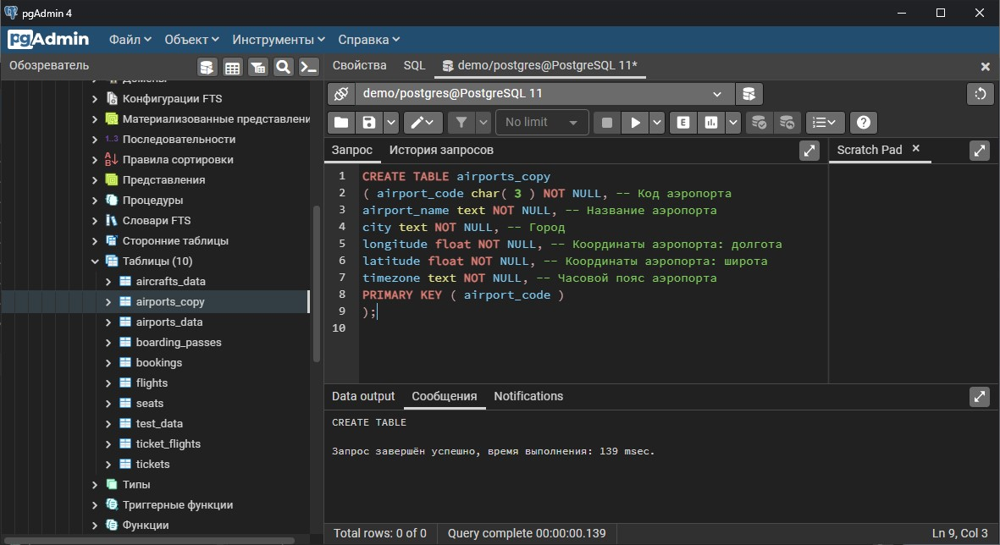 pgAdmin 4
pgAdmin Файл Объект Инструменты Справка
Обозреватель
Свойства SQL demo/postgres@PostgreSQL 11*
demo/postgres@PostgreSQL 11
No limit
E
Запрос История запросов
Scratch Pad
Домены
Конфигурации FTS
Материализованные представлени
1..3 Последовательности
Правила сортировки
Представления
Процедуры
Словари FTS
Сторонние таблицы
Таблицы (10)
aircrafts_data
airports_copy
airports_data
boarding_passes
bookings
flights
seats
test_data
ticket_flights
tickets
Типы
Триггерные функции
Функции
1 CREATE TABLE airports_copy
2 ( airport_code char( 3 ) NOT NULL, -- Код аэропорта
3 airport_name text NOT NULL, -- Название аэропорта
4 city text NOT NULL, -- Город
5 longitude float NOT NULL, -- Координаты аэропорта: долгота
6 latitude float NOT NULL, -- Координаты аэропорта: широта
7 timezone text NOT NULL, -- Часовой пояс аэропорта
8 PRIMARY KEY ( airport_code )
9 );
10
Data output Сообщения Notifications
CREATE TABLE
Запрос завершён успешно, время выполнения: 139 msec.
Total rows: 0 of 0 Query complete 00:00:00.139 Ln 9, Col 3